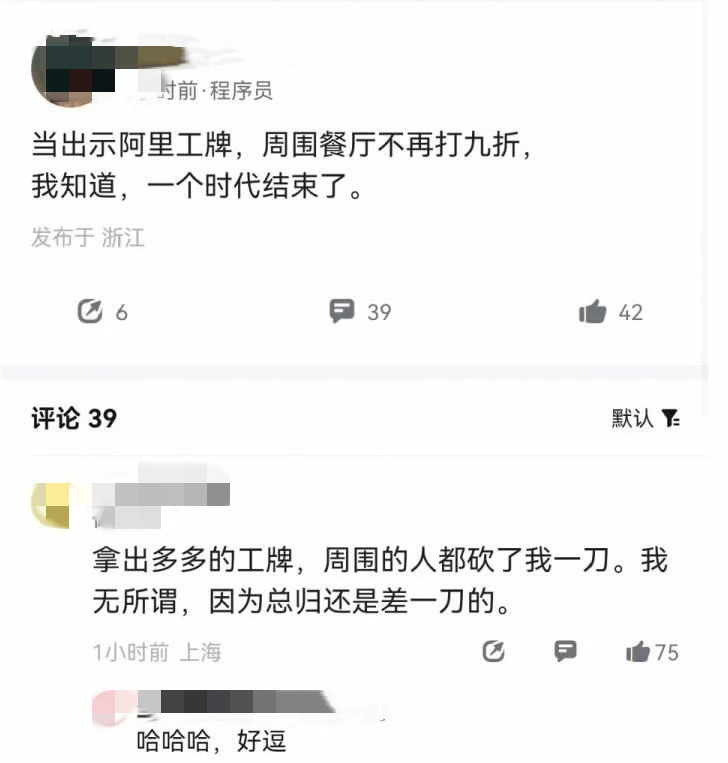 时前·程序员
当出示阿里工牌，周围餐厅不再打九折，
我知道，一个时代结束了。
发布于 浙江
6
39
42
评论 39
默认
拿出多多的工牌，周围的人都砍了我一刀。我
无所谓，因为总归还是差一刀的。
1小时前 上海
75
哈哈哈，好逗